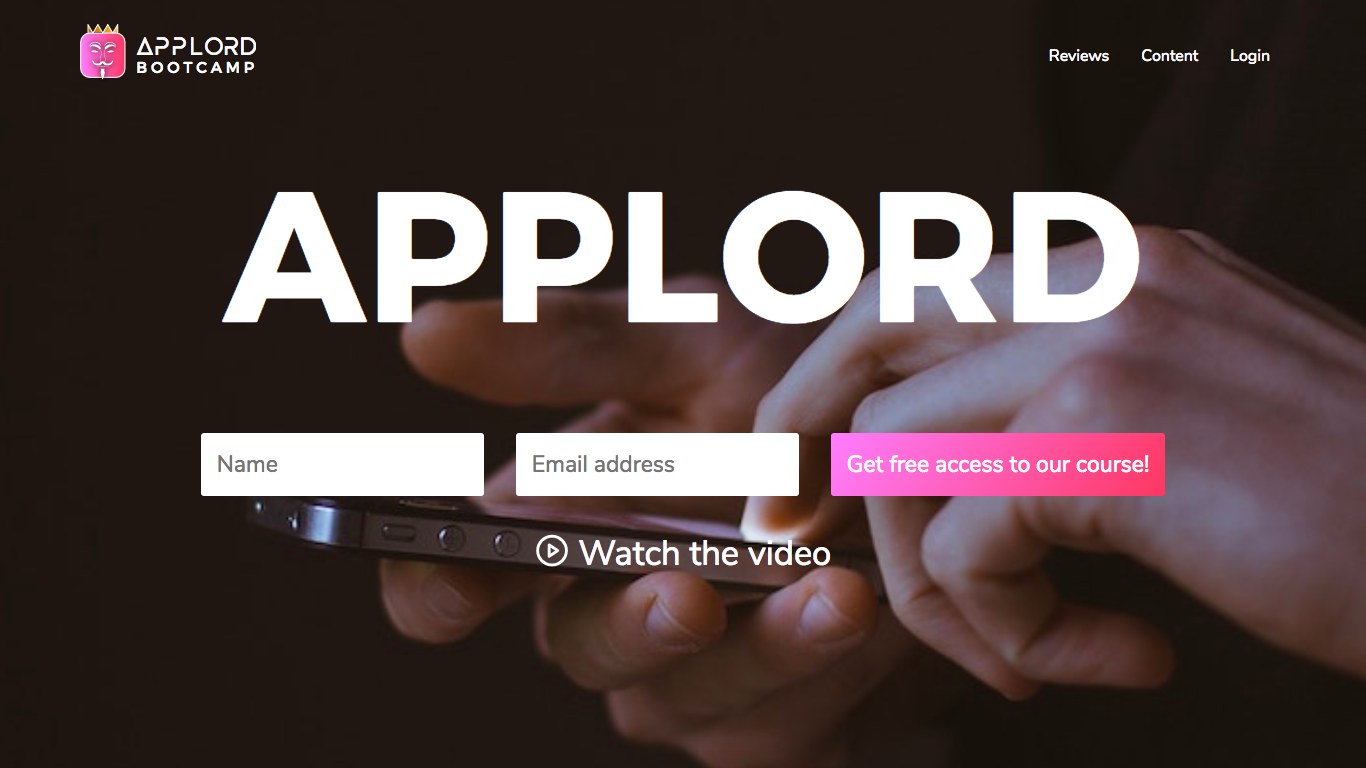 APPLORD
BOOTCAMP
Reviews
Content
Login
APPLORD
Name
Email address
Get free access to our course!
Watch the video